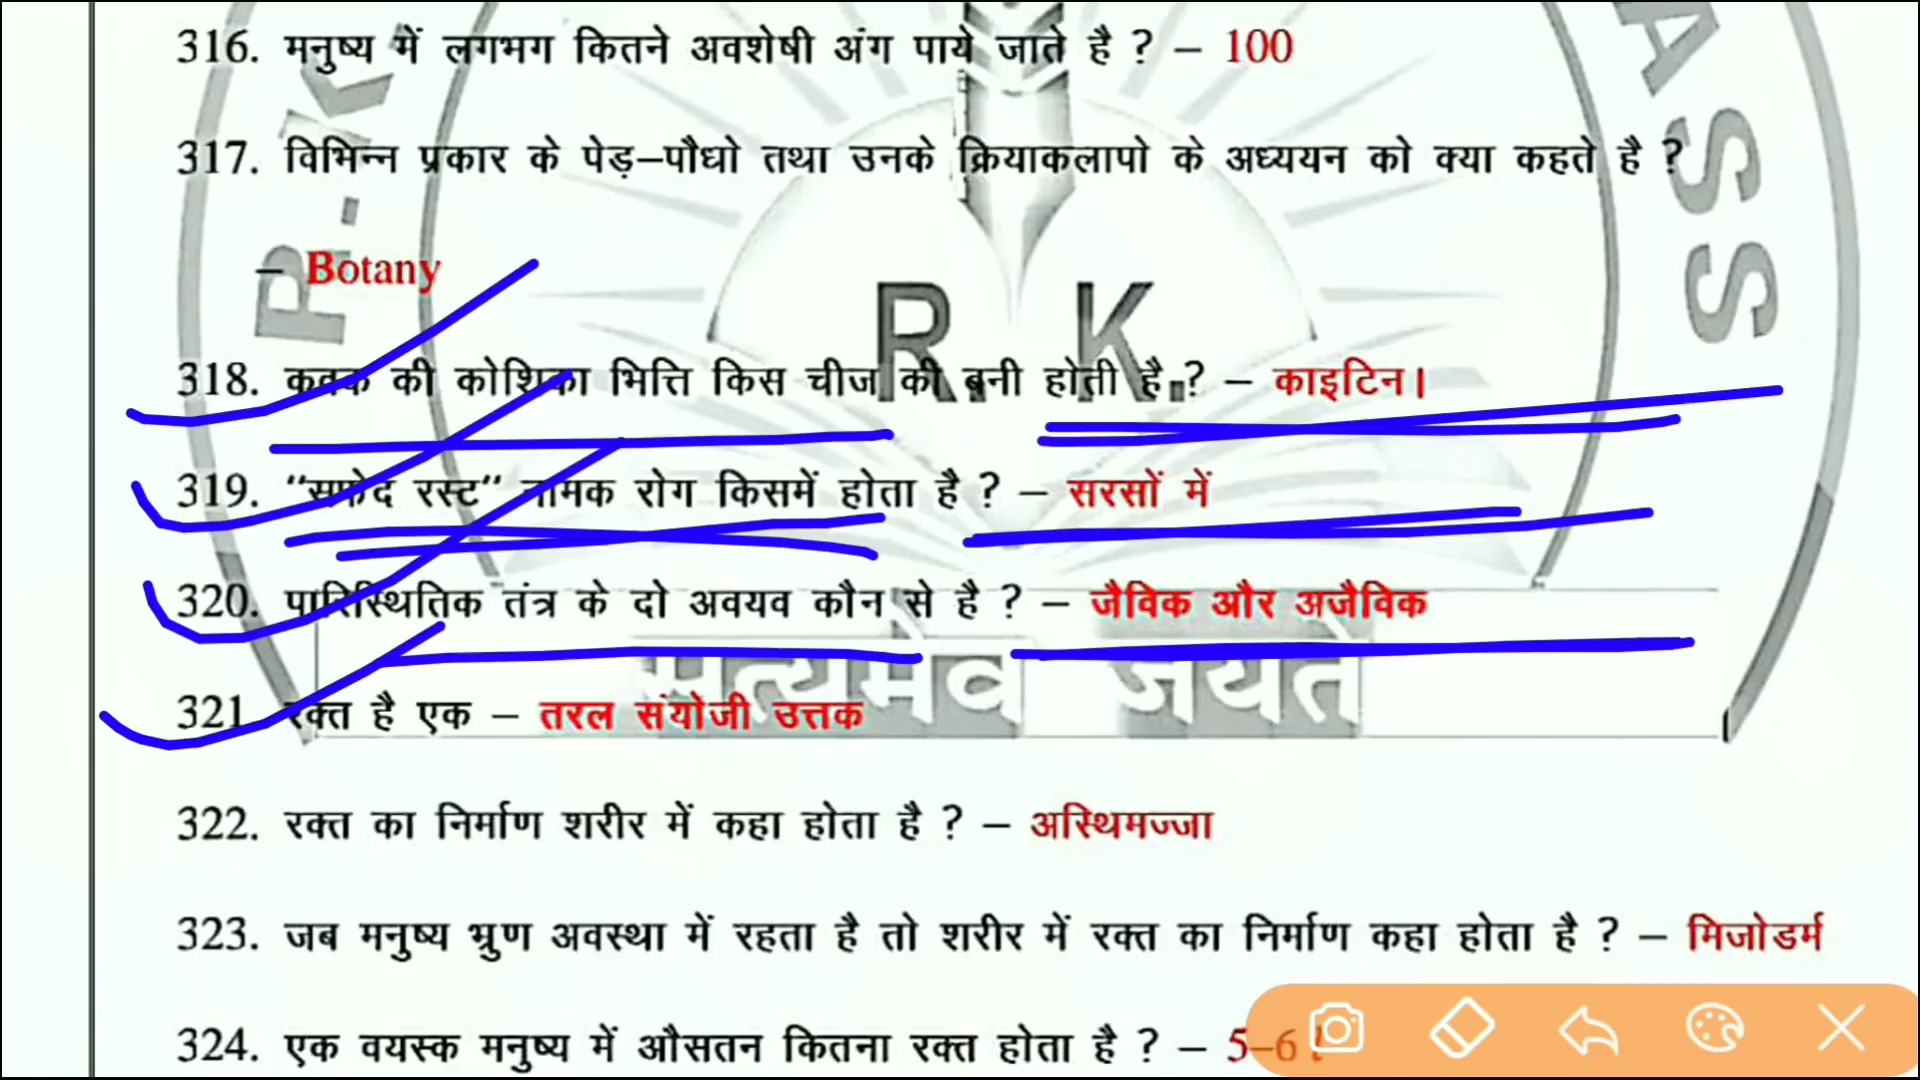 316. मनुष्य में लगभग कितने अवशेषी अंग पाये जाते है ? – 100
317. विभिन्न प्रकार के पेड़–पौधो तथा उनके क्रियाकलापो के अध्ययन को क्या कहते है ?
– Botany
318. कवक की कोशिका भित्ति किस चीज की बनी होती है ? – काइटिन।
319. “सफेद रस्ट“ नामक रोग किसमें होता है ? – सरसों में
320. पारिस्थितिक तंत्र के दो अवयव कौन से है ? – जैविक और अजैविक
321. रक्त है एक – तरल संयोजी उत्तक
322. रक्त का निर्माण शरीर में कहा होता है ? – अस्थिमज्जा
323. जब मनुष्य भ्रुण अवस्था में रहता है तो शरीर में रक्त का निर्माण कहा होता है ? – मिजोडर्म
324. एक वयस्क मनुष्य में औसतन कितना रक्त होता है ? – 5–6 l
R. K.
सत्यमेव जयते